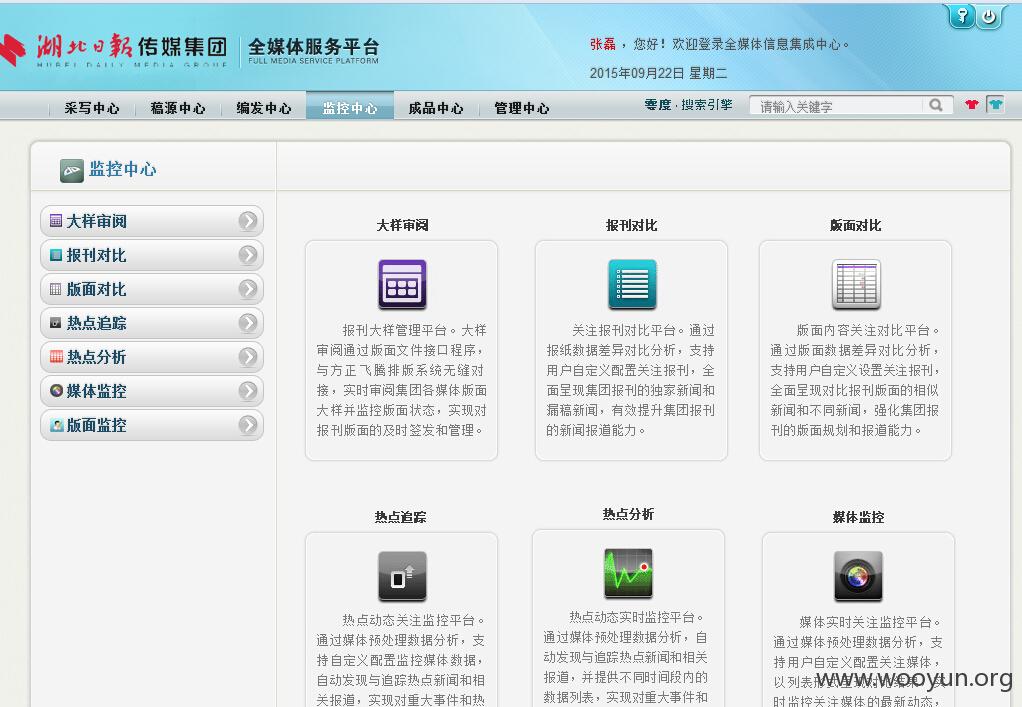 湖北日报传媒集团
HUBEI DAILY MEDIA GROUP
全媒体服务平台
FULL MEDIA SERVICE PLATFORM
张磊，您好！欢迎登录全媒体信息集成中心。
2015年09月22日 星期二
采写中心 稿源中心 编发中心 监控中心 成品中心 管理中心
零度·搜索引擎 请输入关键字
监控中心
大样审阅
报刊对比
版面对比
热点追踪
热点分析
媒体监控
版面监控
大样审阅
报刊大样管理平台。大样
审阅通过版面文件接口程序，
与方正飞腾排版系统无缝对
接，实时审阅集团各媒体版面
大样并监控版面状态，实现对
报刊版面的及时签发和管理。
报刊对比
关注报刊对比平台。通过
报纸数据差异对比分析，支持
用户自定义配置关注报刊，全
面呈现集团报刊的独家新闻和
漏稿新闻，有效提升集团报刊
的新闻报道能力。
版面对比
版面内容关注对比平台。
通过版面数据差异对比分析，
支持用户自定义设置关注报刊，
全面呈现对比报刊版面的相似
新闻和不同新闻，强化集团报
刊的版面规划和报道能力。
热点追踪
热点动态关注监控平台。
通过媒体预处理数据分析，支
持自定义配置监控媒体数据，
自动发现与追踪热点新闻和相
关报道，实现对重大事件和热
热点分析
热点动态实时监控平台。
通过媒体预处理数据分析，自
动发现与追踪热点新闻和相关
报道，并提供不同时间段内的
数据列表，实现对重大事件和
媒体监控
媒体实时关注监控平台。
通过媒体预处理数据分析，支
持用户自定义配置关注媒体，
以列表形式
时监控关注媒体的最新动态，
www.wooyun.org